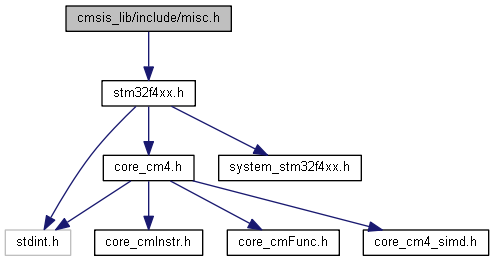 cmsis_lib/include/misc.h
stm32f4xx.h
core_cm4.h
system_stm32f4xx.h
stdint.h
core_cmInstr.h
core_cmFunc.h
core_cm4_simd.h